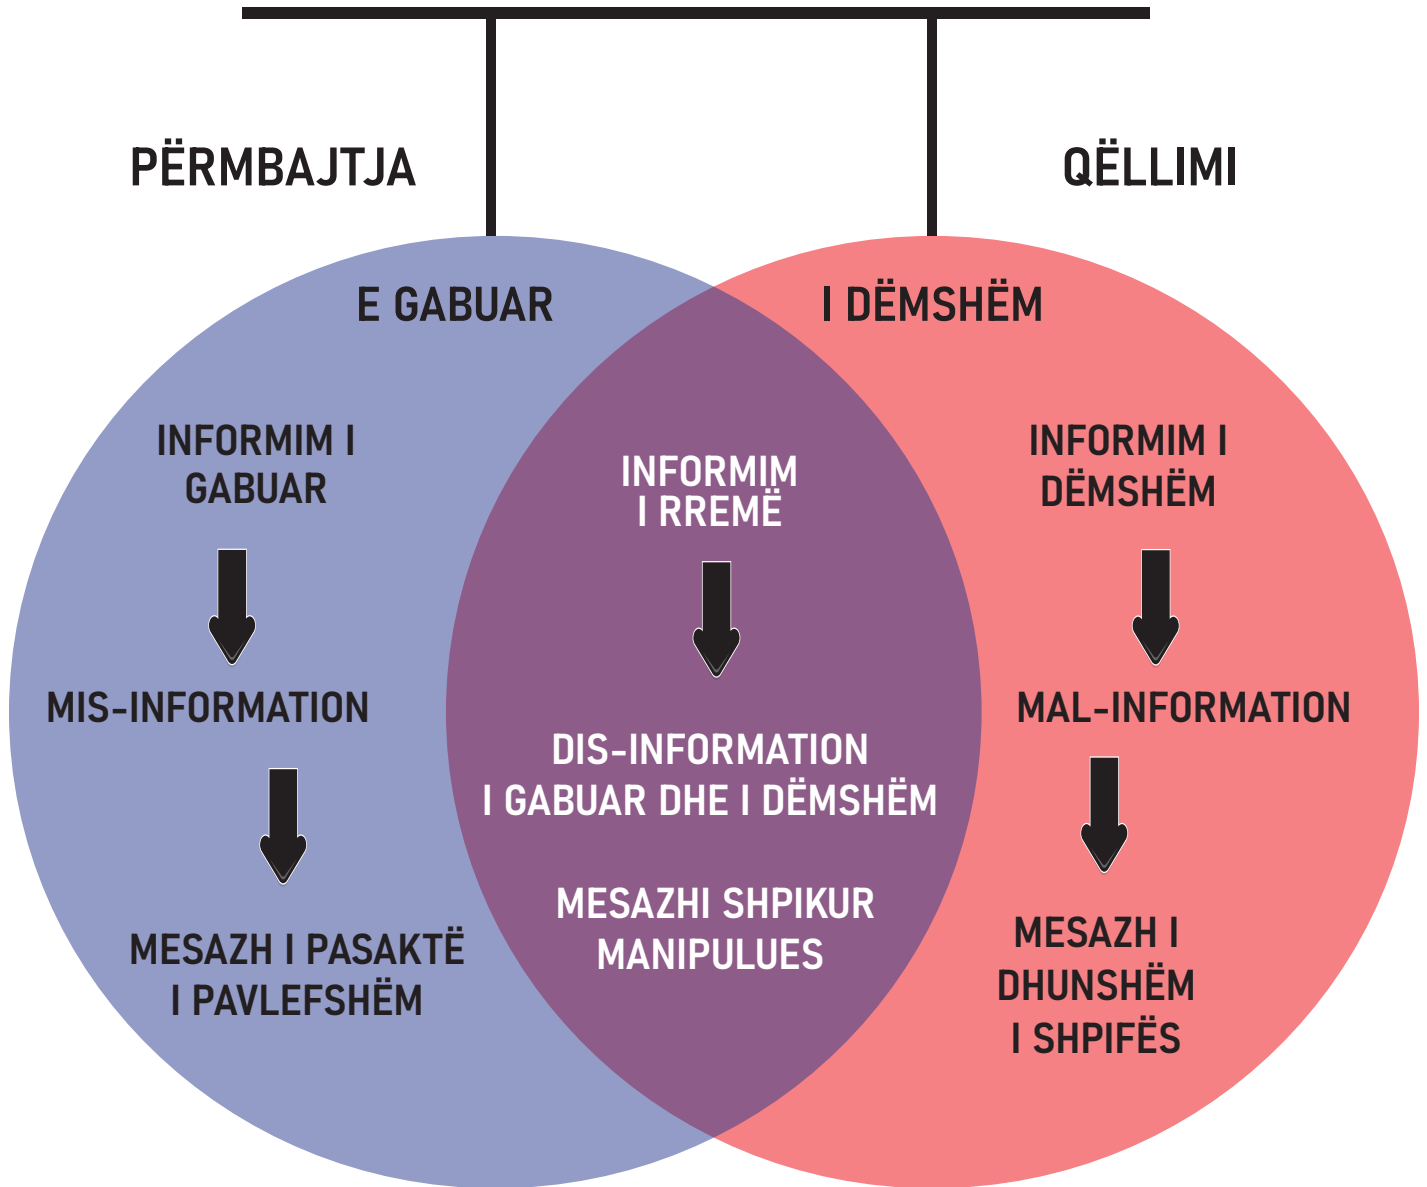 PËRMBAJTJA
QËLLIMI
E GABUAR
I DËMSHËM
INFORMIM I
GABUAR
MIS-INFORMATION
MESAZH I PASAKTË
I PAVLEFSHËM
INFORMIM
I RREMË
DIS-INFORMATION
I GABUAR DHE I DËMSHËM
MESAZHI SHPIKUR
MANIPULUES
INFORMIM I
DËMSHËM
MAL-INFORMATION
MESAZH I
DHUNSHËM
I SHPIFËS